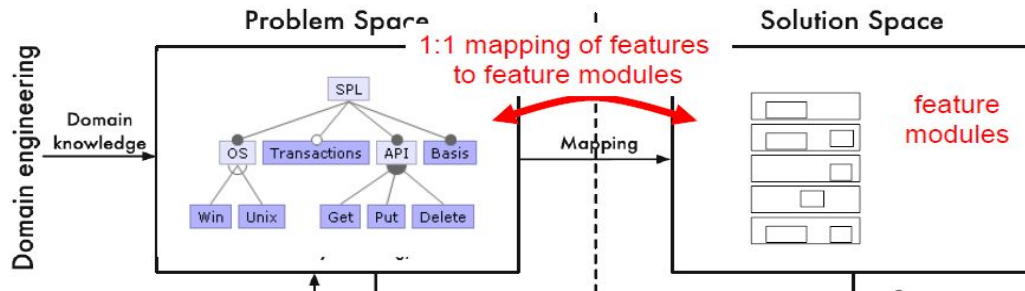 Problem Space
Solution Space
1:1 mapping of features
to feature modules
Domain engineering
Domain
knowledge
SPL
OS
Transactions
API
Basis
Win
Unix
Get
Put
Delete
Mapping
feature
modules